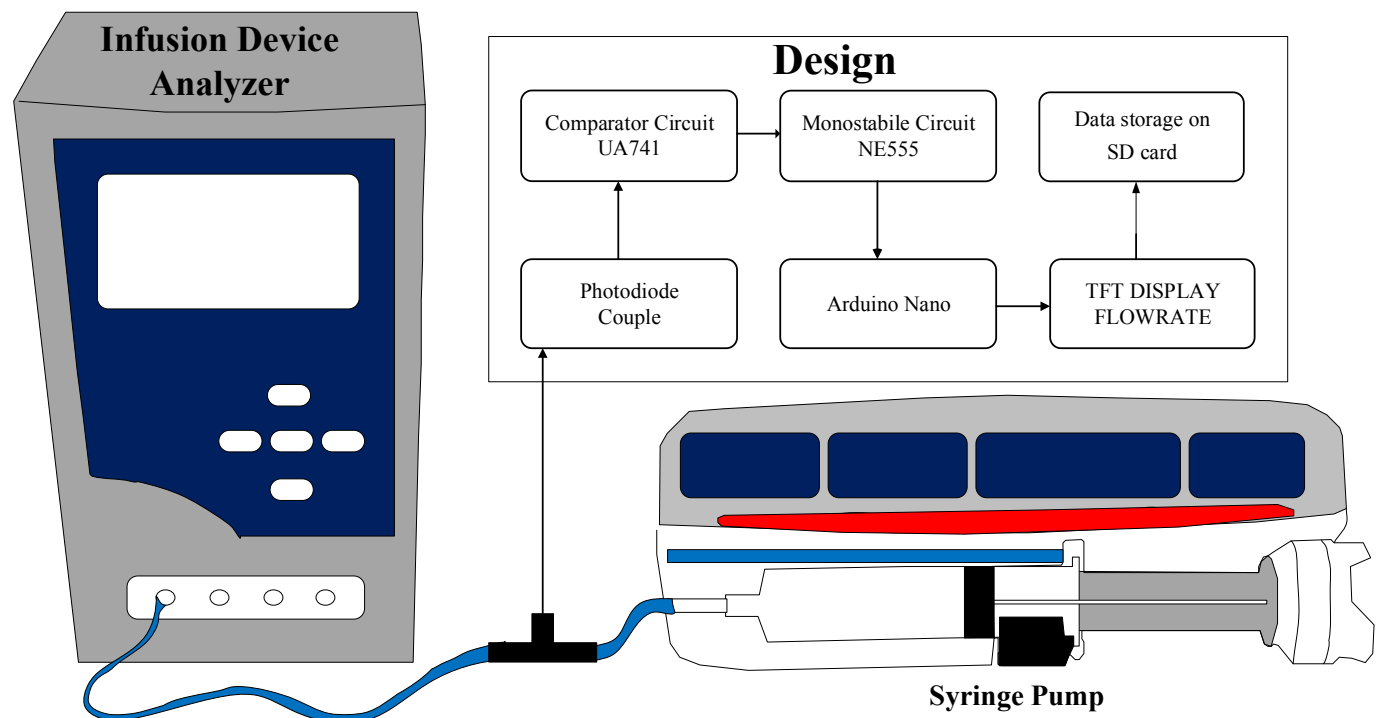 Infusion Device
Analyzer
Design
Comparator Circuit
UA741
Monostabile Circuit
NE555
Data storage on
SD card
Photodiode
Couple
Arduino Nano
TFT DISPLAY
FLOWRATE
Syringe Pump